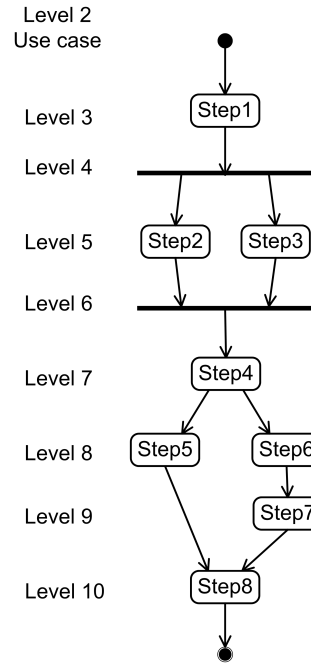 Level 2
Use case
Level 3
Step1
Level 4
Level 5
Step2
Step3
Level 6
Level 7
Step4
Level 8
Step5
Step6
Level 9
Step7
Level 10
Step8